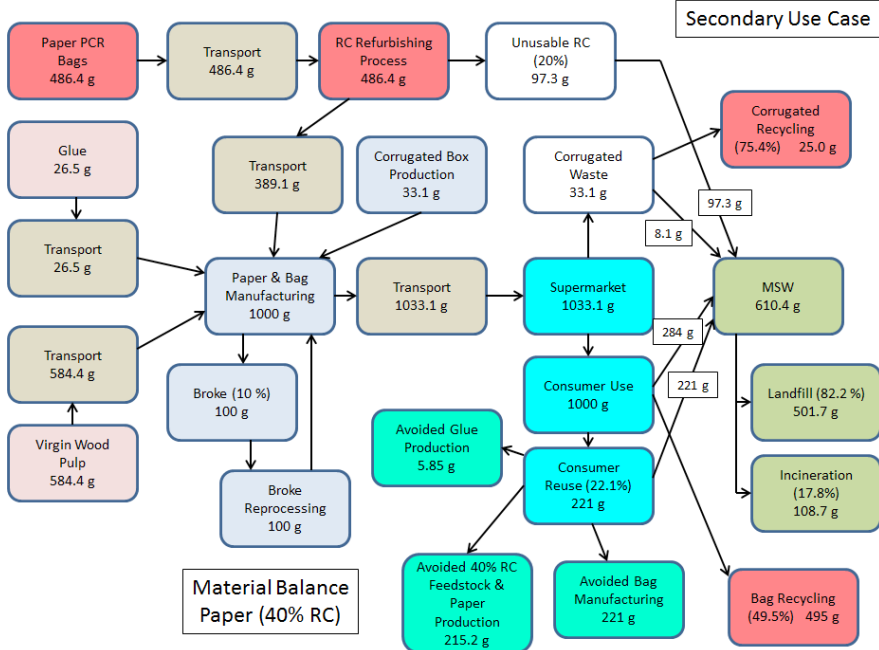 Secondary Use Case
Paper PCR
Bags
486.4 g
Transport
486.4 g
RC Refurbishing
Process
486.4 g
Unusable RC
(20%)
97.3 g
Glue
26.5 g
Transport
389.1 g
Corrugated Box
Production
33.1 g
Corrugated
Waste
33.1 g
Corrugated
Recycling
(75.4%) 25.0 g
97.3 g
8.1 g
Transport
26.5 g
Paper & Bag
Manufacturing
1000 g
Transport
1033.1 g
Supermarket
1033.1 g
MSW
610.4 g
284 g
221 g
Transport
584.4 g
Broke (10 %)
100 g
Consumer Use
1000 g
Landfill (82.2 %)
501.7 g
Virgin Wood
Pulp
584.4 g
Broke
Reprocessing
100 g
Avoided Glue
Production
5.85 g
Consumer
Reuse (22.1%)
221 g
Incineration
(17.8%)
108.7 g
Material Balance
Paper (40% RC)
Avoided 40% RC
Feedstock &
Paper
Production
215.2 g
Avoided Bag
Manufacturing
221 g
Bag Recycling
(49.5%) 495 g